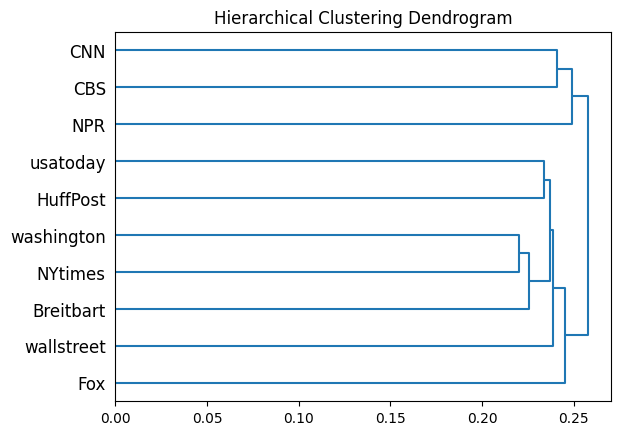 Hierarchical Clustering Dendrogram
CNN
CBS
NPR
usatoday
HuffPost
washington
NYtimes
Breitbart
wallstreet
Fox
0.00 0.05 0.10 0.15 0.20 0.25